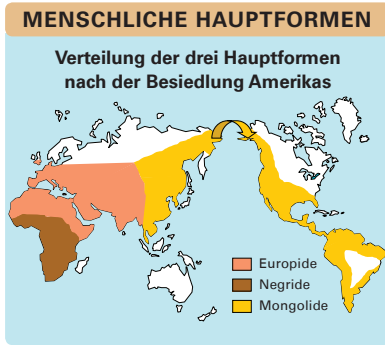 MENSCHLICHE HAUPTFORMEN
Verteilung der drei Hauptformen
nach der Besiedlung Amerikas
Europide
Negride
Mongolide